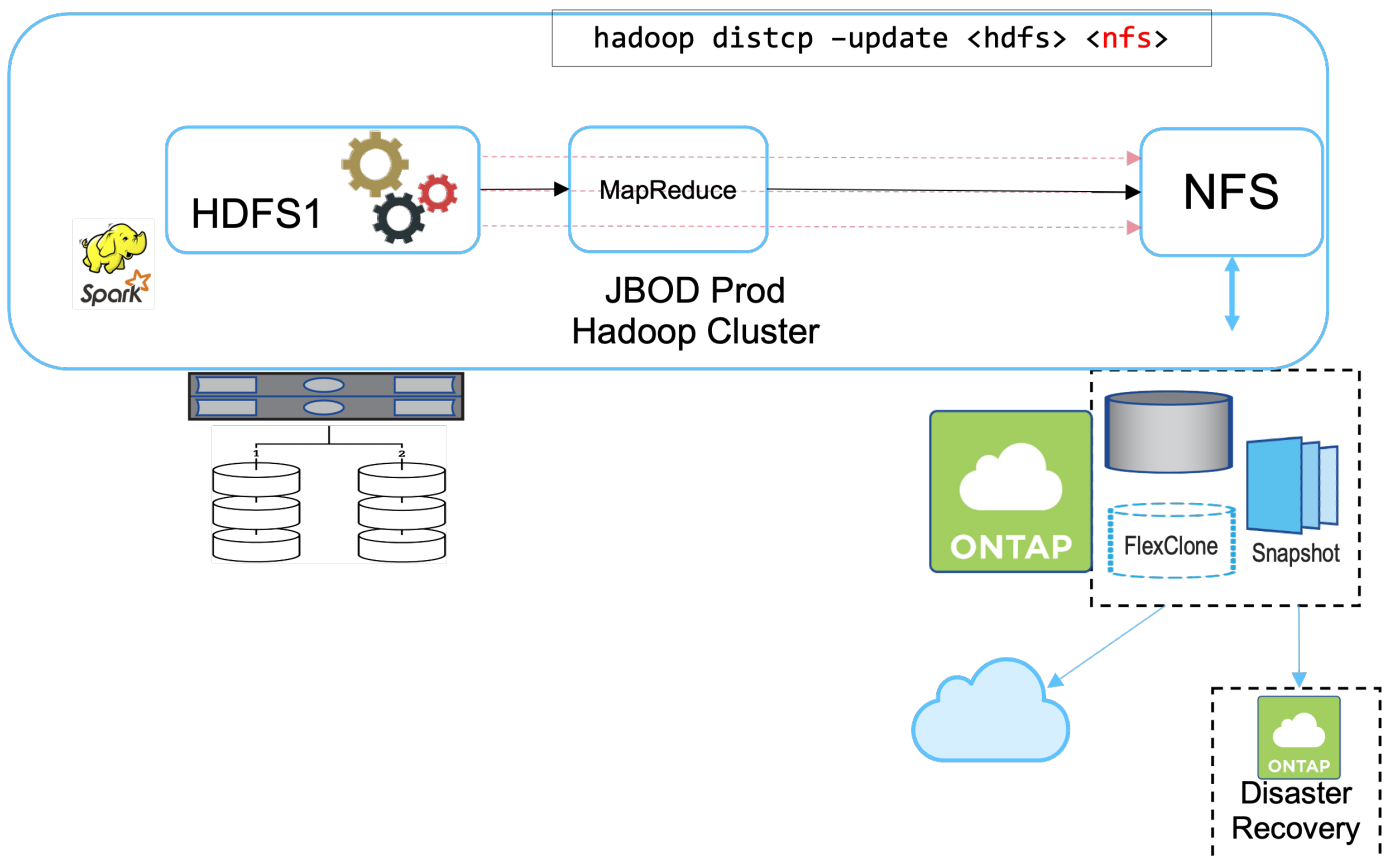 hadoop distcp –update <hdfs> <nfs>
HDFS1
MapReduce
NFS
Spark
JBOD Prod
Hadoop Cluster
1
2
ONTAP
FlexClone
Snapshot
ONTAP
Disaster
Recovery